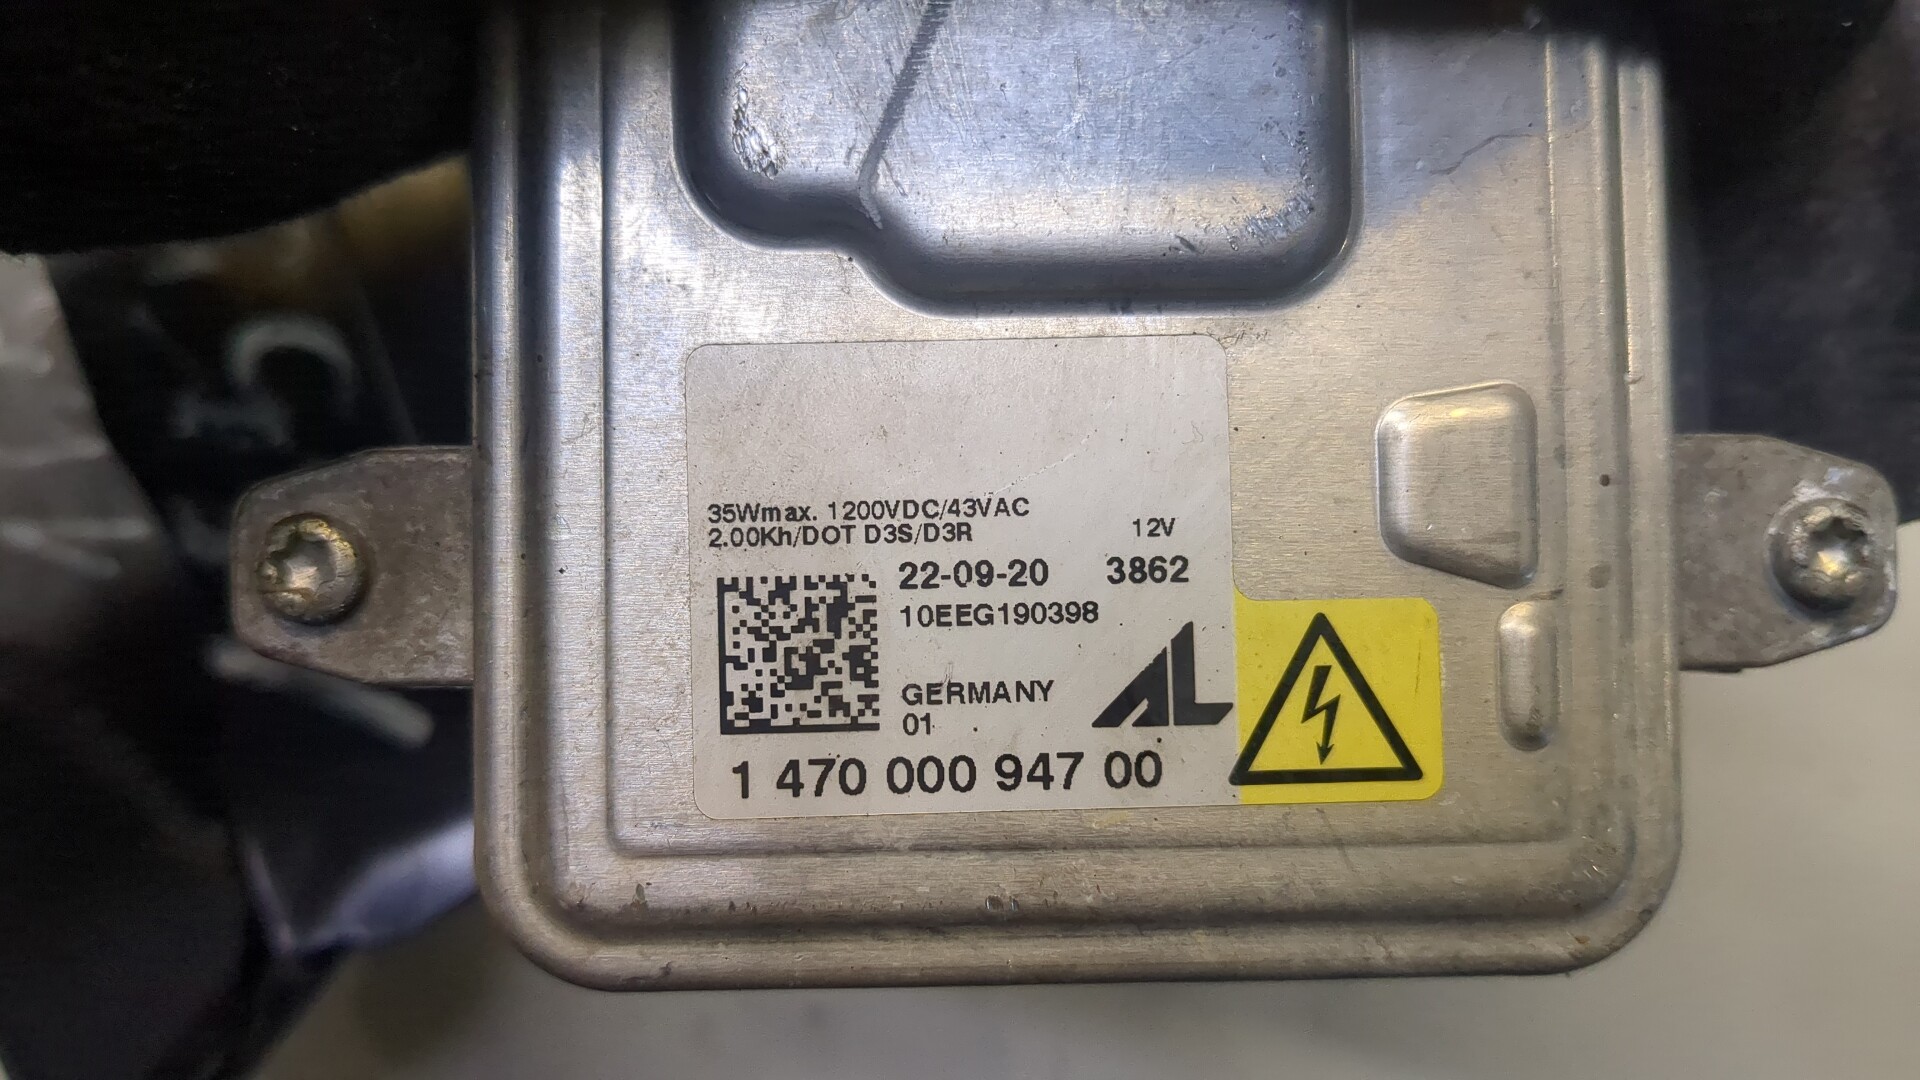 35Wmax. 1200VDC/43VAC
2.00Kh/DOT D3S/D3R 12V
22-09-20 3862
10EEG190398
GERMANY
01
AL
1 470 000 947 00